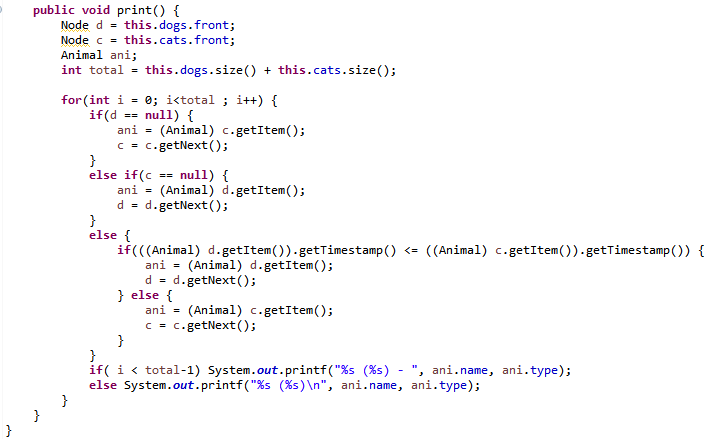 public void print() {
        Node d = this.dogs.front;
        Node c = this.cats.front;
        Animal ani;
        int total = this.dogs.size() + this.cats.size();

        for(int i = 0; i<total ; i++) {
            if(d == null) {
                ani = (Animal) c.getItem();
                c = c.getNext();
            }
            else if(c == null) {
                ani = (Animal) d.getItem();
                d = d.getNext();
            }
            else {
                if(((Animal) d.getItem()).getTimestamp() <= ((Animal) c.getItem()).getTimestamp()) {
                    ani = (Animal) d.getItem();
                    d = d.getNext();
                } else {
                    ani = (Animal) c.getItem();
                    c = c.getNext();
                }
            }
            if( i < total-1) System.out.printf("%s (%s) - ", ani.name, ani.type);
            else System.out.printf("%s (%s)\n", ani.name, ani.type);
        }
    }
}